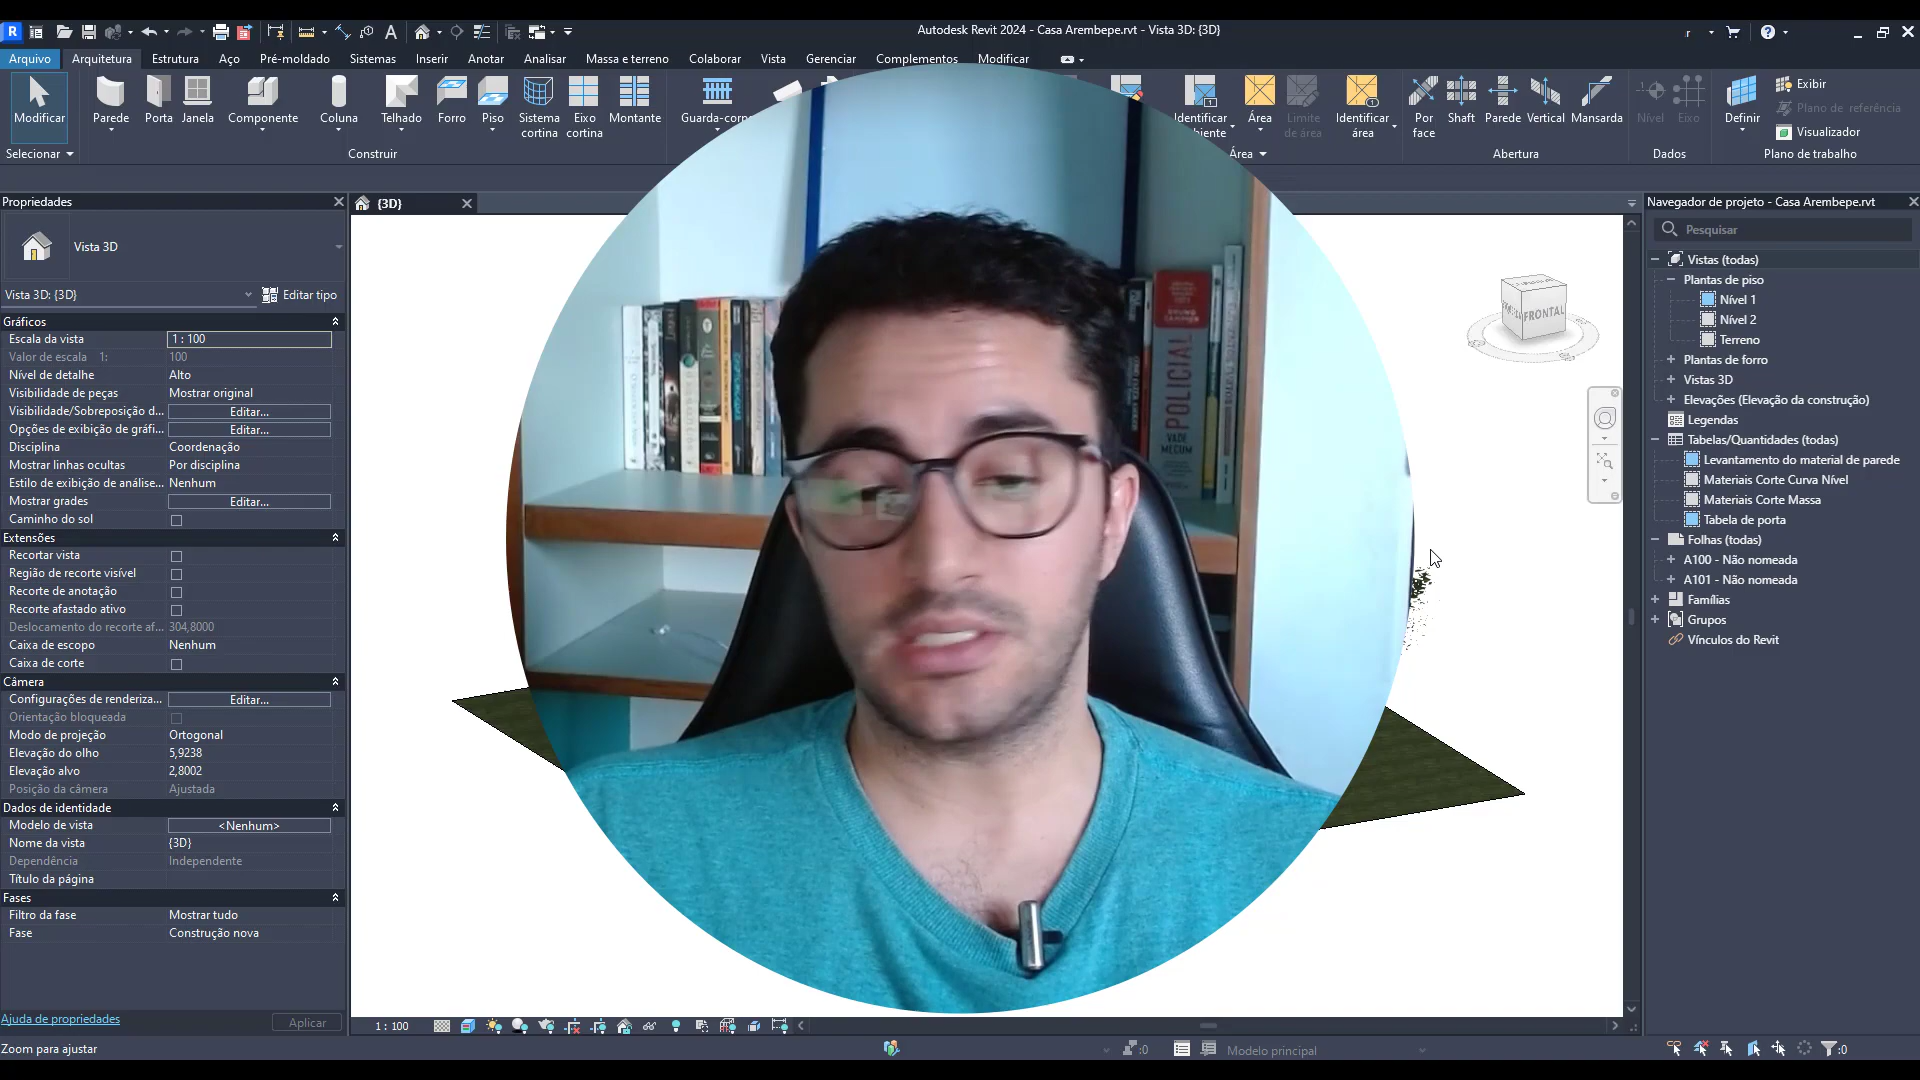 Autodesk Revit 2024 - Casa Arembepe.rvt - Vista 3D: {3D}
Arquivo Arquitetura Estrutura Aço Pré-moldado Sistemas Inserir Anotar Analisar Massa e terreno Colaborar Vista Gerenciar Complementos Modificar
Modificar Parede Porta Janela Componente Coluna Telhado Forro Piso Sistema cortina Eixo cortina Montante
Identificar Área Limite de área Identificar área Por face Shaft Parede Vertical Mansarda Nível Eixo Definir
Exibir
Plano de referência
Visualizador
Selecionar Construir Área Abertura Dados Plano de trabalho
Propriedades
{3D}
Navegador de projeto - Casa Arembepe.rvt
Pesquisar
Vista 3D
Vista 3D: {3D} Editar tipo
Gráficos
Escala da vista 1 : 100
Valor de escala 1: 100
Nível de detalhe Alto
Visibilidade de peças Mostrar original
Visibilidade/Sobreposição d... Editar...
Opções de exibição de gráfi... Editar...
Disciplina Coordenação
Mostrar linhas ocultas Por disciplina
Estilo de exibição de análise... Nenhum
Mostrar grades Editar...
Caminho do sol
Extensões
Recortar vista
Região de recorte visível
Recorte de anotação
Recorte afastado ativo
Deslocamento do recorte af... 304,8000
Caixa de escopo Nenhum
Caixa de corte
Câmera
Configurações de renderiza... Editar...
Orientação bloqueada
Modo de projeção Ortogonal
Elevação do olho 5,9238
Elevação alvo 2,8002
Posição da câmera Ajustada
Dados de identidade
Modelo de vista <Nenhum>
Nome da vista {3D}
Dependência Independente
Título da página
Fases
Filtro da fase Mostrar tudo
Fase Construção nova
Ajuda de propriedades Aplicar
POLICIAL
VADE
MECUM
FRONTAL
Vistas (todas)
Plantas de piso
Nível 1
Nível 2
Terreno
Plantas de forro
Vistas 3D
Elevações (Elevação da construção)
Legendas
Tabelas/Quantidades (todas)
Levantamento do material de parede
Materiais Corte Curva Nível
Materiais Corte Massa
Tabela de porta
Folhas (todas)
A100 - Não nomeada
A101 - Não nomeada
Famílias
Grupos
Vínculos do Revit
1 : 100
Zoom para ajustar :0 Modelo principal :0